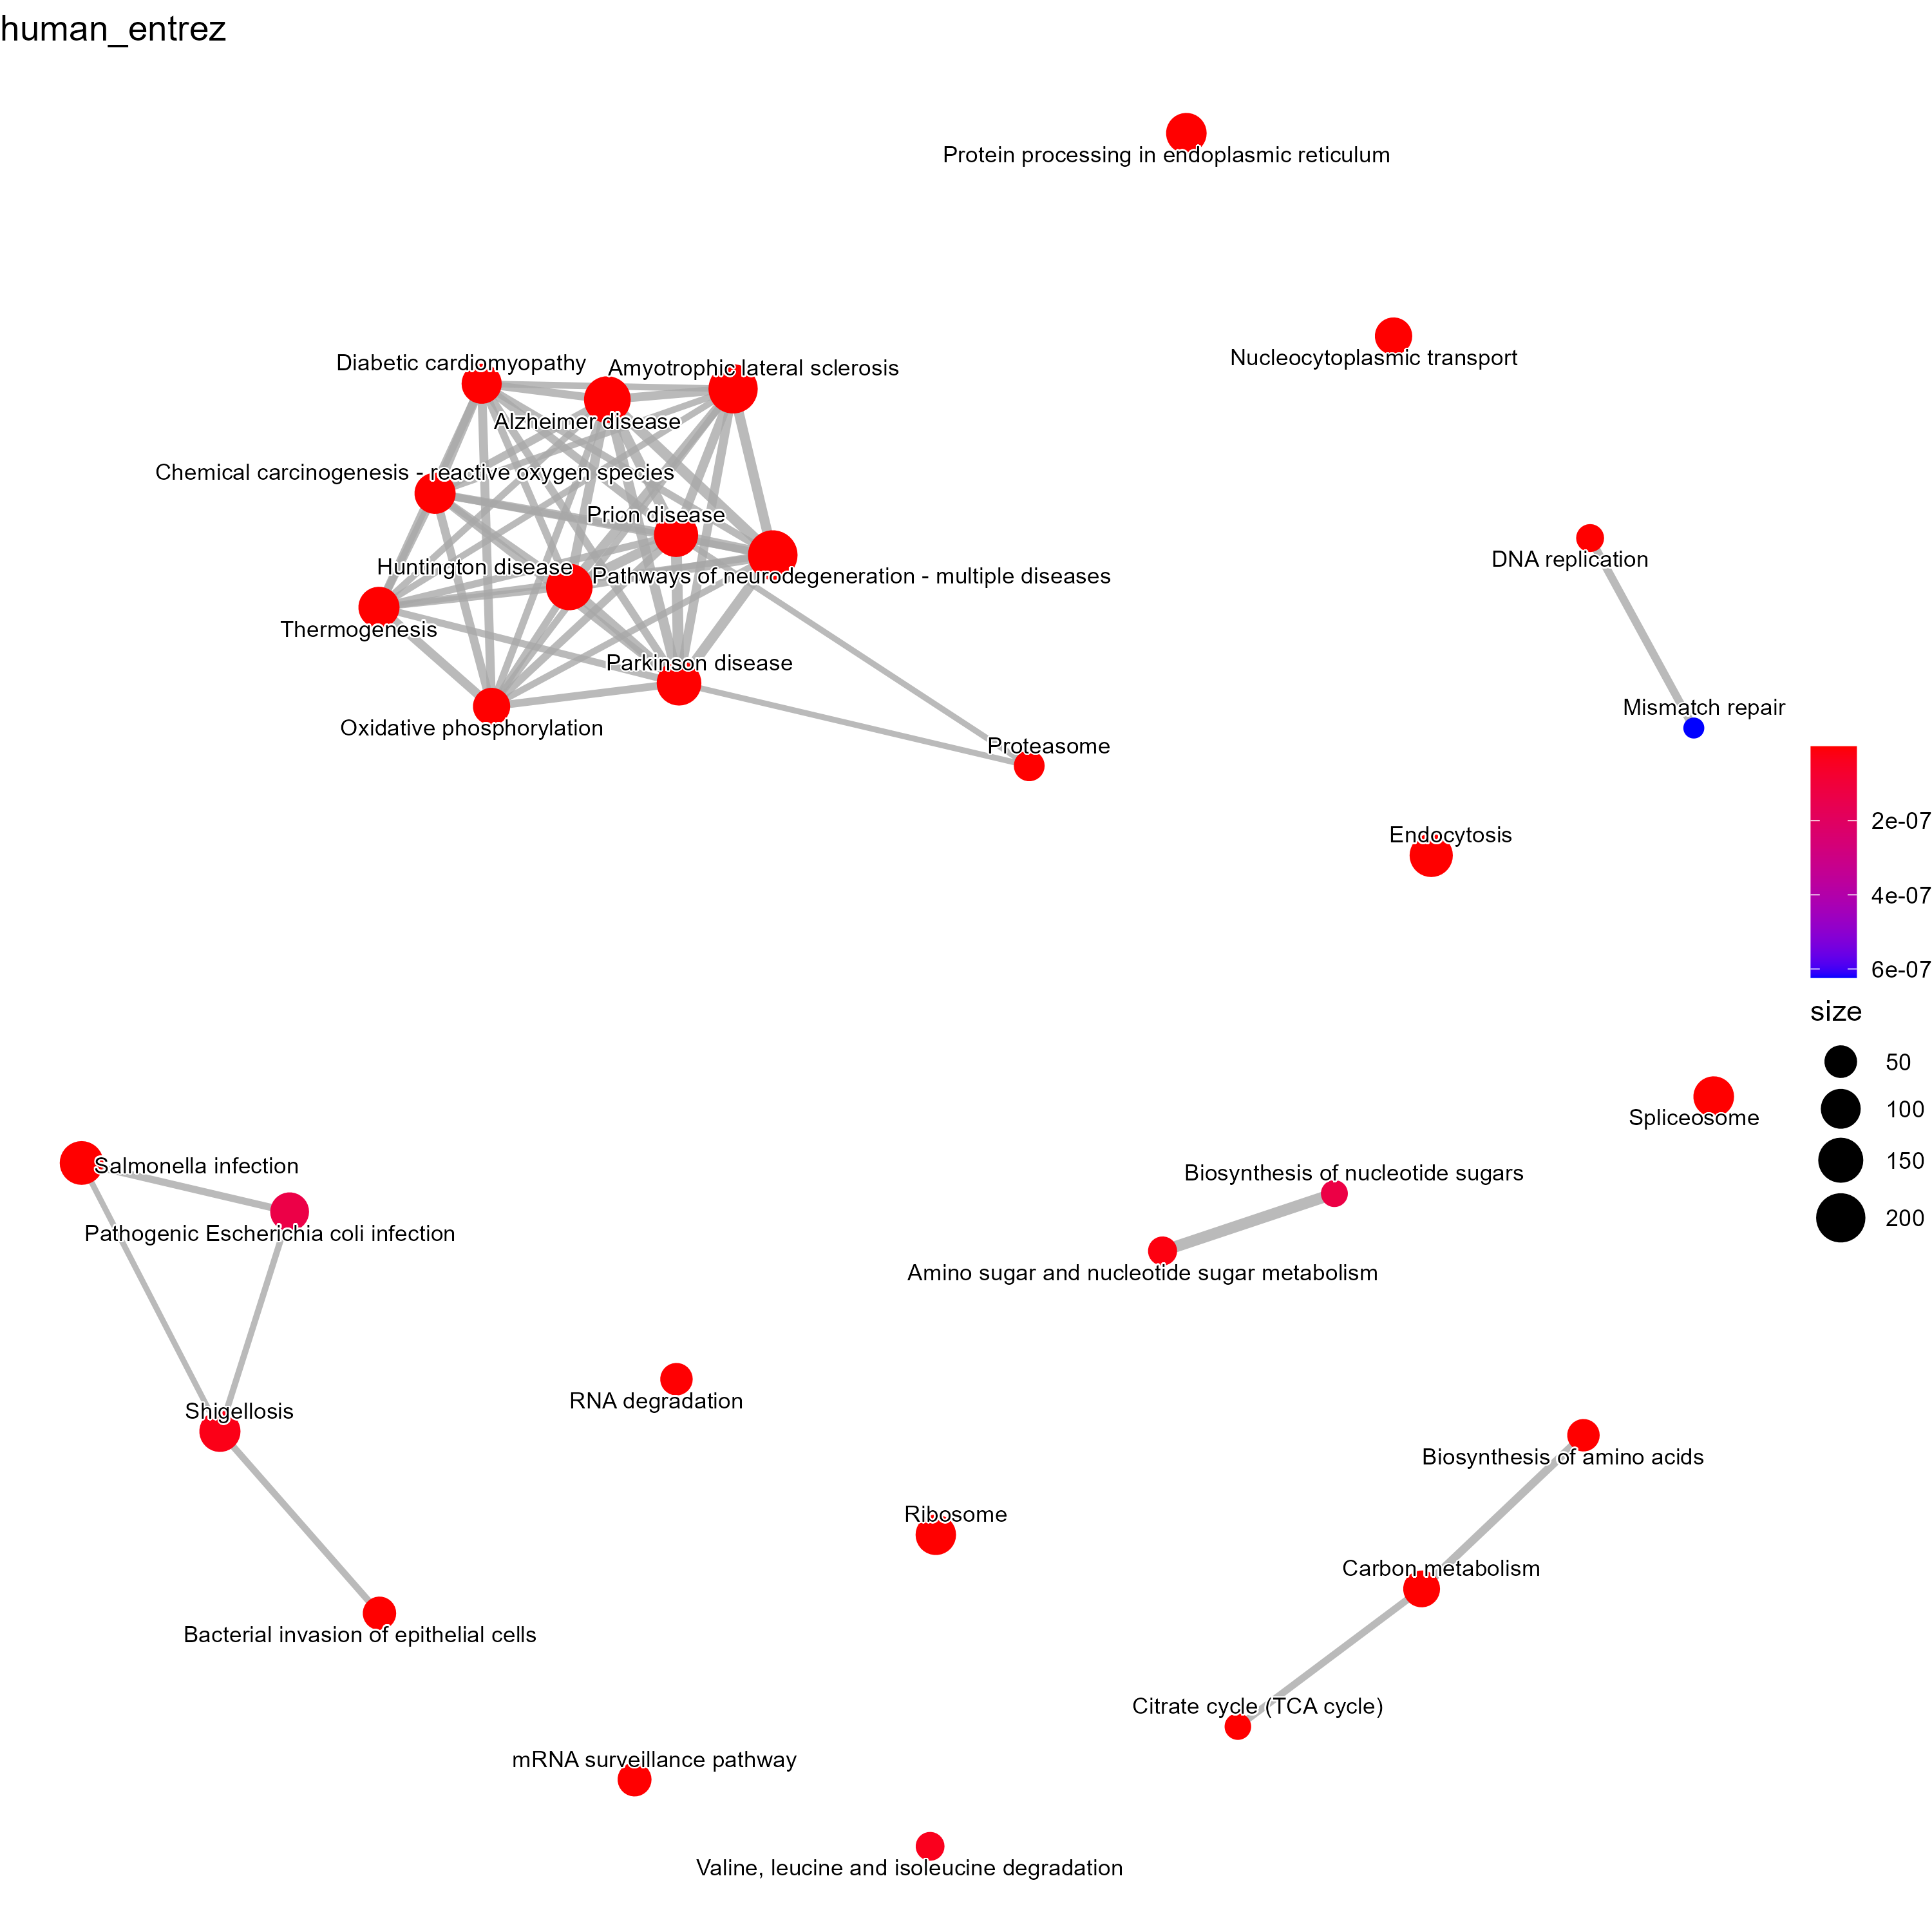 human_entrez
Protein processing in endoplasmic reticulum
Nucleocytoplasmic transport
Diabetic cardiomyopathy
Amyotrophic lateral sclerosis
Alzheimer disease
Chemical carcinogenesis - reactive oxygen species
Prion disease
DNA replication
Huntington disease
Pathways of neurodegeneration - multiple diseases
Thermogenesis
Parkinson disease
Mismatch repair
Oxidative phosphorylation
Proteasome
Endocytosis
2e-07
4e-07
6e-07
size
50
100
150
200
Spliceosome
Salmonella infection
Biosynthesis of nucleotide sugars
Pathogenic Escherichia coli infection
Amino sugar and nucleotide sugar metabolism
RNA degradation
Shigellosis
Biosynthesis of amino acids
Ribosome
Carbon metabolism
Bacterial invasion of epithelial cells
Citrate cycle (TCA cycle)
mRNA surveillance pathway
Valine, leucine and isoleucine degradation